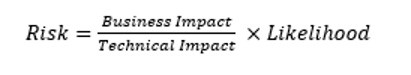 Risk = Business Impact / Technical Impact × Likelihood